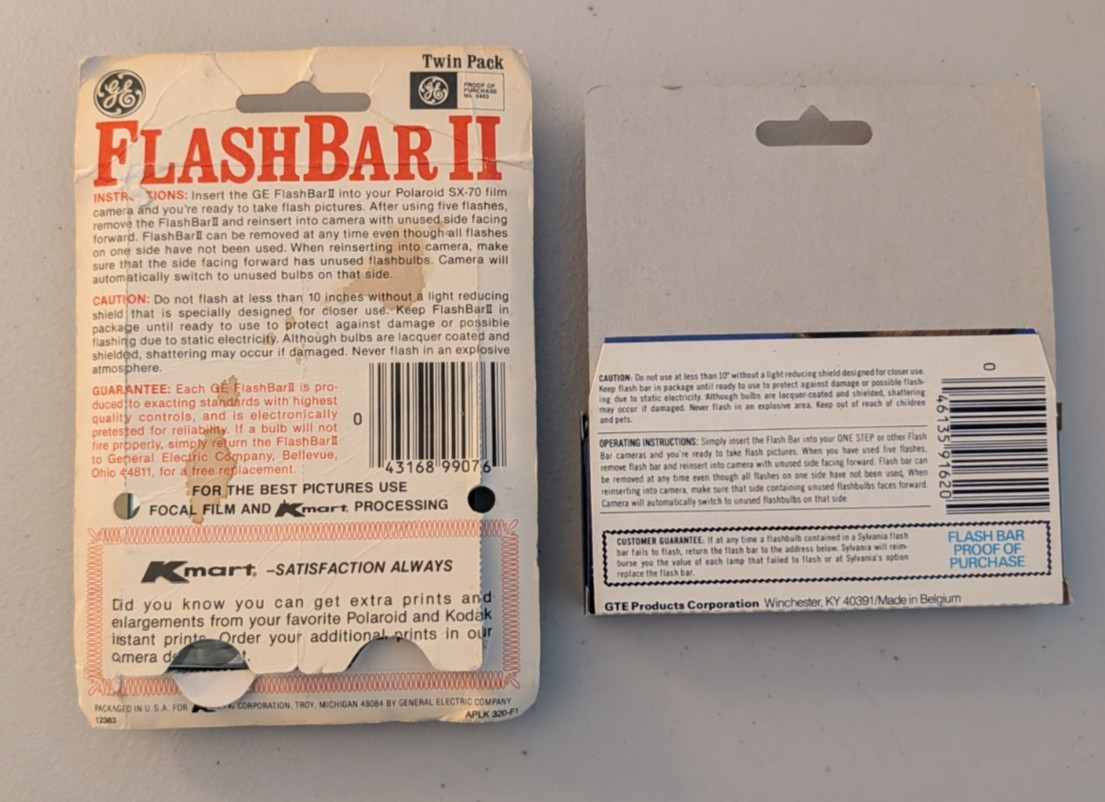 GE
Twin Pack
GE
PROOF OF
PURCHASE
FLASHBAR II
INSTR TIONS: Insert the GE FlashBarⅡ into your Polaroid SX-70 film
camera and you're ready to take flash pictures. After using five flashes,
remove the FlashBarⅡ and reinsert into camera with unused side facing
forward. FlashBarⅡ can be removed at any time even though all flashes
on one side have not been used. When reinserting into camera, make
sure that the side facing forward has unused flashbulbs. Camera will
automatically switch to unused bulbs on that side.
CAUTION: Do not flash at less than 10 inches without a light reducing
shield that is specially designed for closer use. Keep FlashBarⅡ in
package until ready to use to protect against damage or possible
flashing due to static electricity. Although bulbs are lacquer coated and
shielded, shattering may occur if damaged. Never flash in an explosive
atmosphere.
GUARANTEE: Each GE FlashBarⅡ is pro-
duced to exacting standards with highest
quality controls, and is electronically
pretested for reliability. If a bulb will not
fire properly, simply return the FlashBarⅡ
to General Electric Company, Bellevue,
Ohio 44811, for a free replacement.
0
43168 99076
FOR THE BEST PICTURES USE
FOCAL FILM AND Kmart PROCESSING
Kmart -SATISFACTION ALWAYS
Did you know you can get extra prints and
enlargements from your favorite Polaroid and Kodak
instant prints. Order your additional prints in our
camera de t.
PACKAGED IN U.S.A. FOR K CORPORATION, TROY, MICHIGAN 48084 BY GENERAL ELECTRIC COMPANY
12383
APLK 320-F1
CAUTION: Do not use at less than 10" without a light reducing shield designed for closer use.
Keep flash bar in package until ready to use to protect against damage or possible flash-
ing due to static electricity. Although bulbs are lacquer-coated and shielded, shattering
may occur if damaged. Never flash in an explosive area. Keep out of reach of children
and pets.
OPERATING INSTRUCTIONS: Simply insert the Flash Bar into your ONE STEP or other Flash
Bar cameras and you're ready to take flash pictures. When you have used five flashes,
remove flash bar and reinsert into camera with unused side facing forward. Flash bar can
be removed at any time even though all flashes on one side have not been used. When
reinserting into camera, make sure that side containing unused flashbulbs faces forward.
Camera will automatically switch to unused flashbulbs on that side.
0
46135 91620
CUSTOMER GUARANTEE: If at any time a flashbulb contained in a Sylvania flash
bar fails to flash, return the flash bar to the address below. Sylvania will reim-
burse you the value of each lamp that failed to flash or at Sylvania's option
replace the flash bar.
FLASH BAR
PROOF OF
PURCHASE
GTE Products Corporation Winchester, KY 40391/Made in Belgium